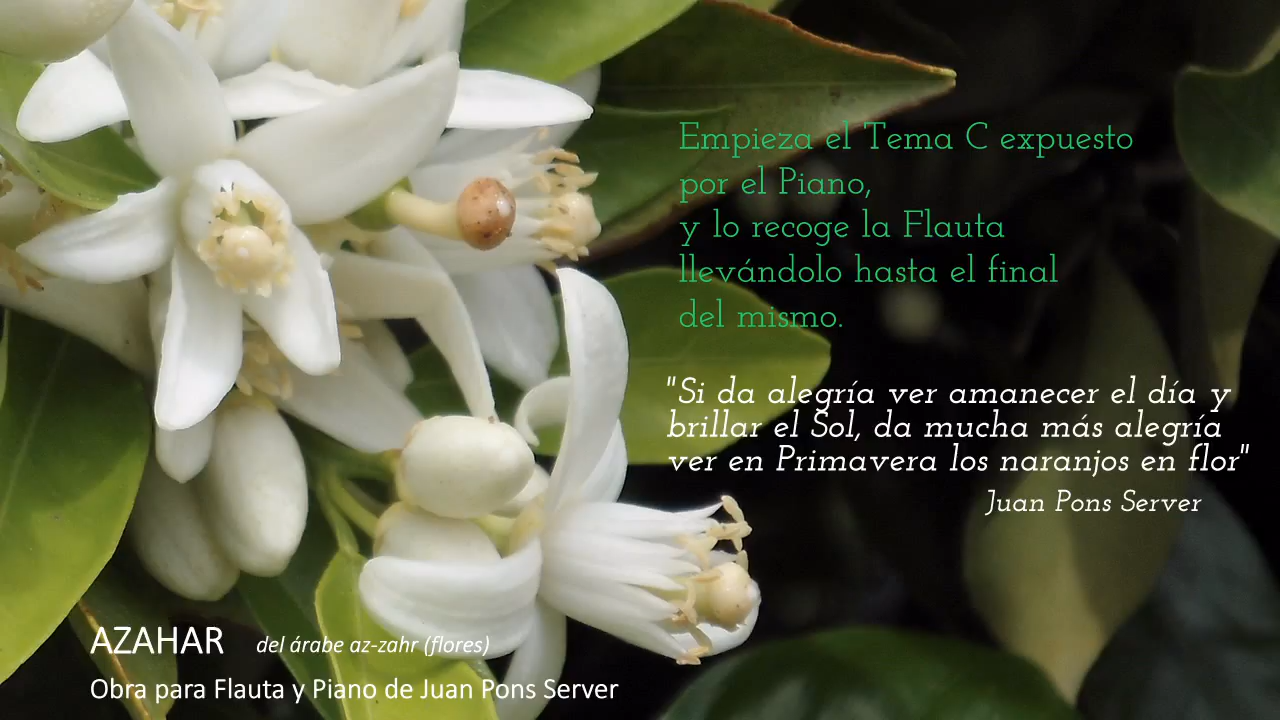 Empieza el Tema C expuesto
por el Piano,
y lo recoge la Flauta
llevándolo hasta el final
del mismo.
"Si da alegría ver amanecer el día y
brillar el Sol, da mucha más alegría
ver en Primavera los naranjos en flor"
Juan Pons Server
AZAHAR del árabe az-zahr (flores)
Obra para Flauta y Piano de Juan Pons Server